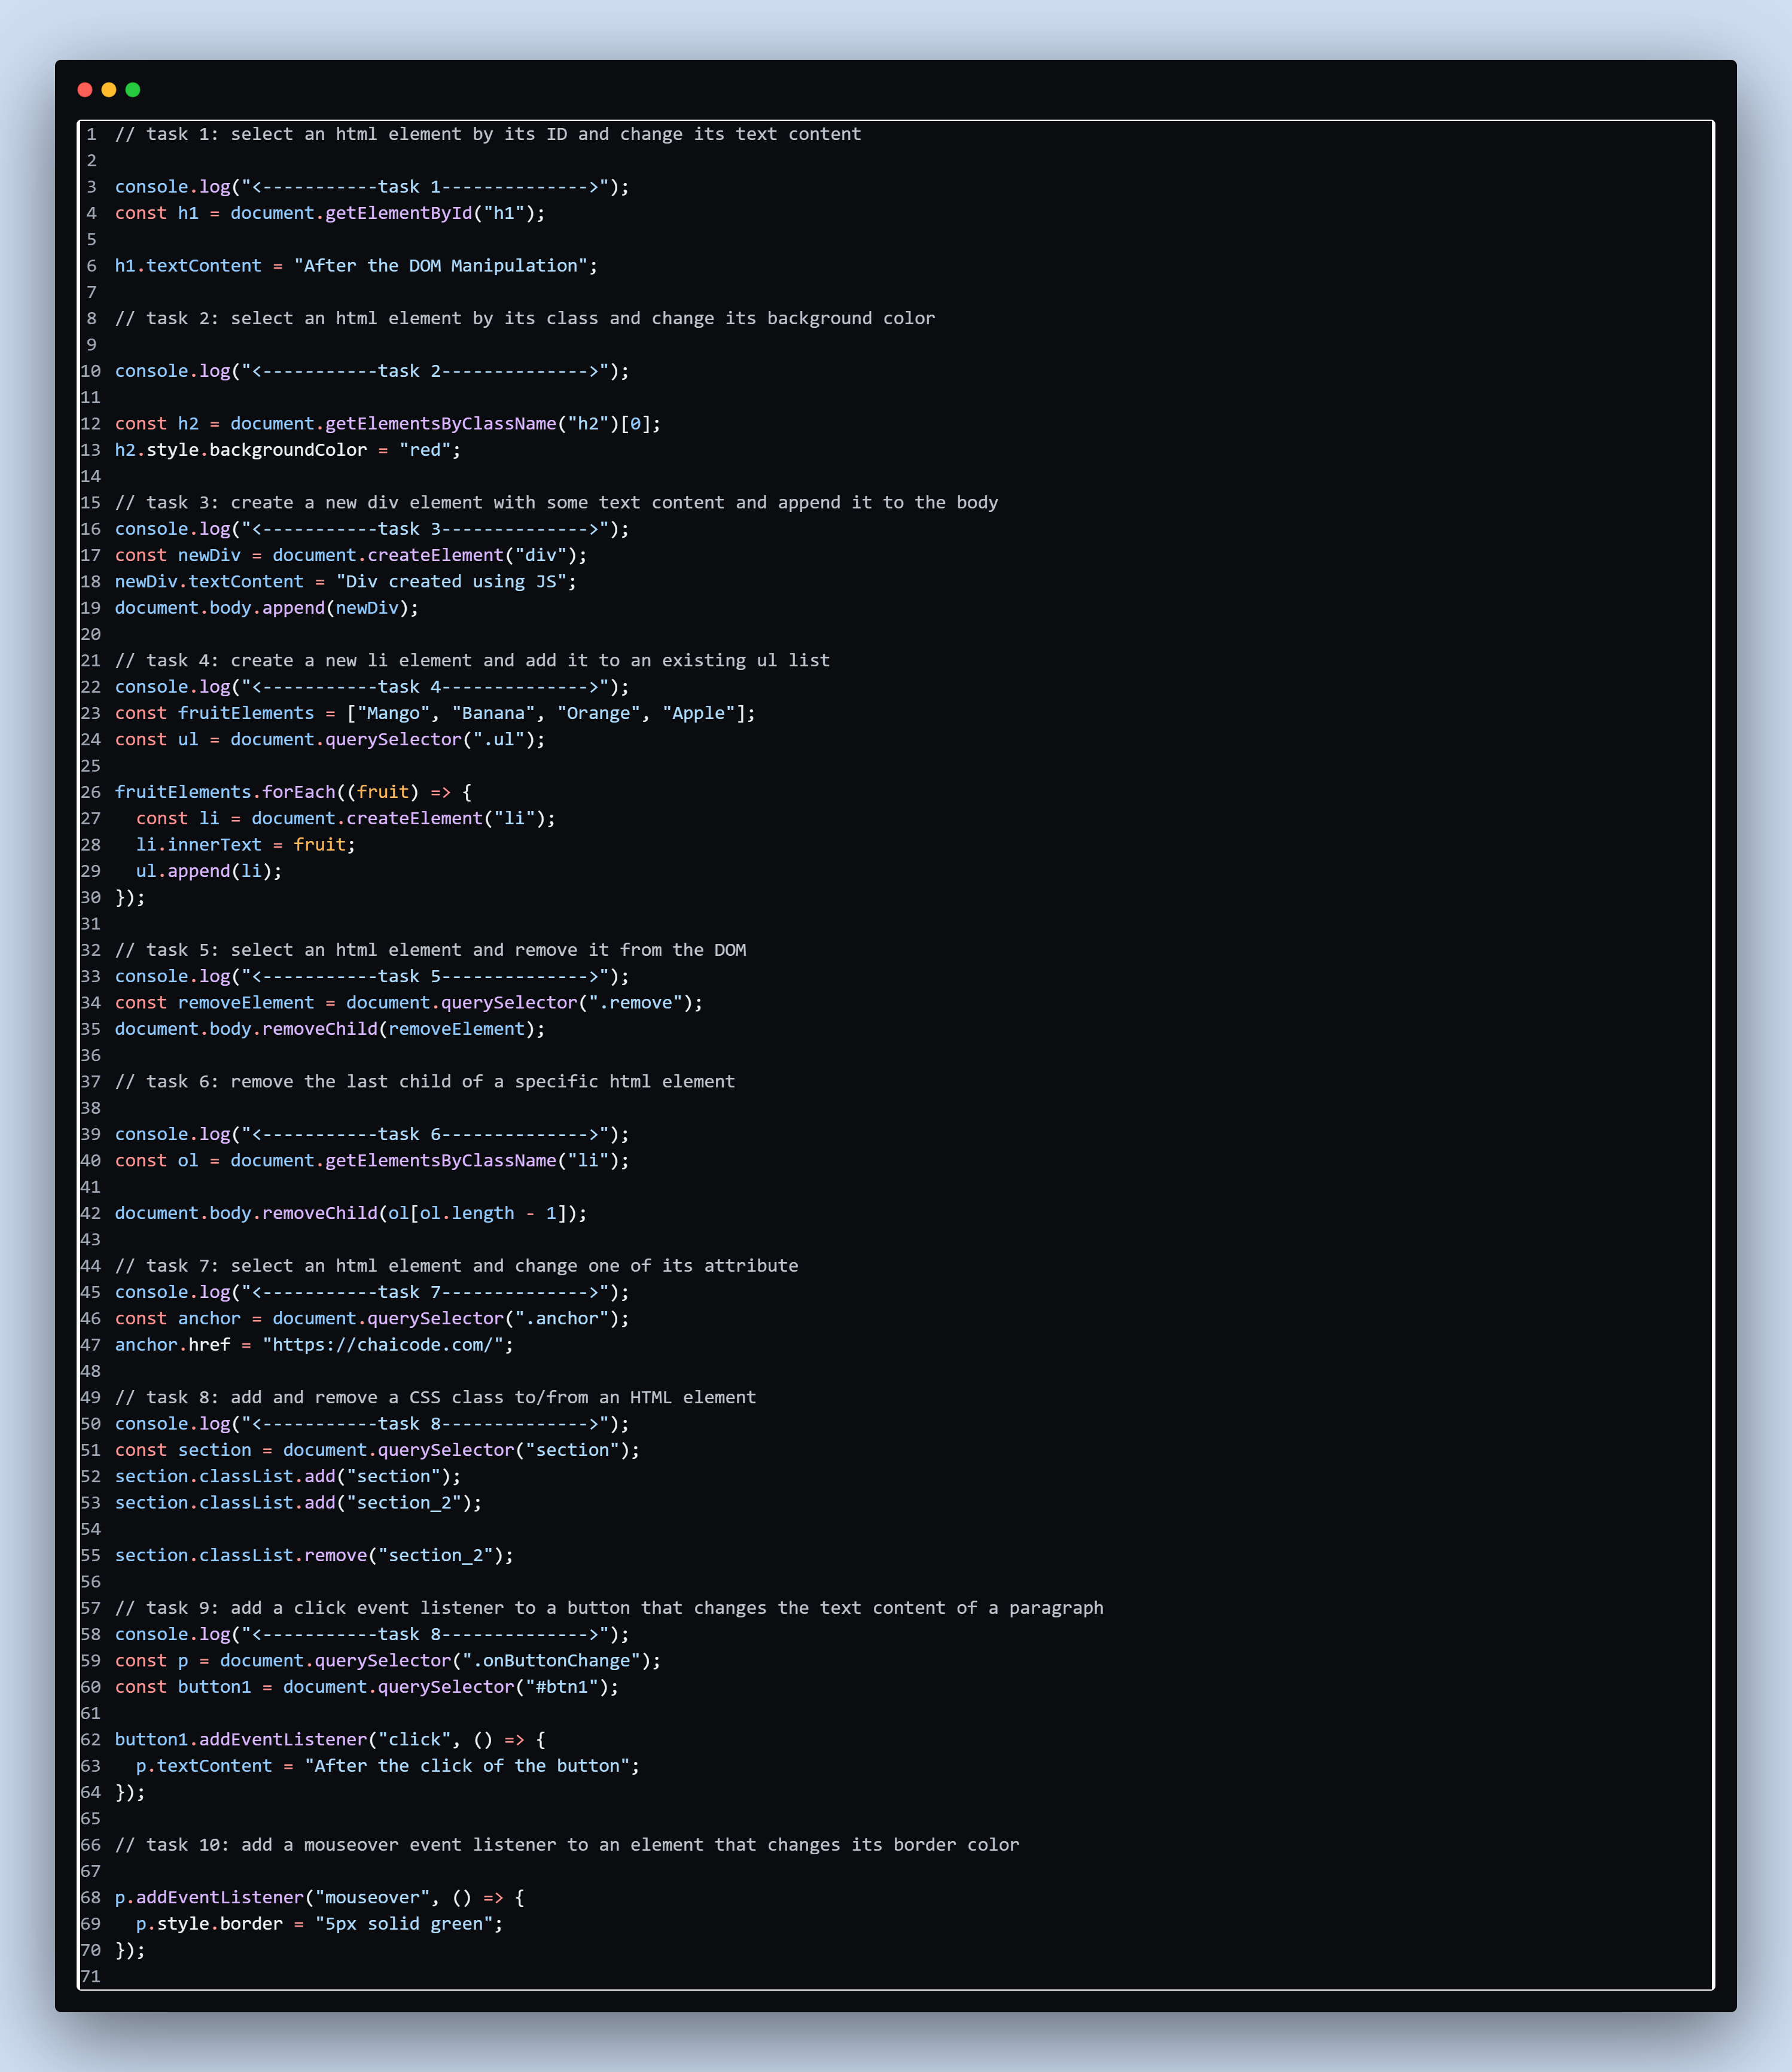 1 // task 1: select an html element by its ID and change its text content
2
3 console.log("<-----------task 1-------------->");
4 const h1 = document.getElementById("h1");
5
6 h1.textContent = "After the DOM Manipulation";
7
8 // task 2: select an html element by its class and change its background color
9
10 console.log("<-----------task 2-------------->");
11
12 const h2 = document.getElementsByClassName("h2")[0];
13 h2.style.backgroundColor = "red";
14
15 // task 3: create a new div element with some text content and append it to the body
16 console.log("<-----------task 3-------------->");
17 const newDiv = document.createElement("div");
18 newDiv.textContent = "Div created using JS";
19 document.body.append(newDiv);
20
21 // task 4: create a new li element and add it to an existing ul list
22 console.log("<-----------task 4-------------->");
23 const fruitElements = ["Mango", "Banana", "Orange", "Apple"];
24 const ul = document.querySelector(".ul");
25
26 fruitElements.forEach((fruit) => {
27   const li = document.createElement("li");
28   li.innerText = fruit;
29   ul.append(li);
30 });
31
32 // task 5: select an html element and remove it from the DOM
33 console.log("<-----------task 5-------------->");
34 const removeElement = document.querySelector(".remove");
35 document.body.removeChild(removeElement);
36
37 // task 6: remove the last child of a specific html element
38
39 console.log("<-----------task 6-------------->");
40 const ol = document.getElementsByClassName("li");
41
42 document.body.removeChild(ol[ol.length - 1]);
43
44 // task 7: select an html element and change one of its attribute
45 console.log("<-----------task 7-------------->");
46 const anchor = document.querySelector(".anchor");
47 anchor.href = "https://chaicode.com/";
48
49 // task 8: add and remove a CSS class to/from an HTML element
50 console.log("<-----------task 8-------------->");
51 const section = document.querySelector("section");
52 section.classList.add("section");
53 section.classList.add("section_2");
54
55 section.classList.remove("section_2");
56
57 // task 9: add a click event listener to a button that changes the text content of a paragraph
58 console.log("<-----------task 8-------------->");
59 const p = document.querySelector(".onButtonChange");
60 const button1 = document.querySelector("#btn1");
61
62 button1.addEventListener("click", () => {
63   p.textContent = "After the click of the button";
64 });
65
66 // task 10: add a mouseover event listener to an element that changes its border color
67
68 p.addEventListener("mouseover", () => {
69   p.style.border = "5px solid green";
70 });
71